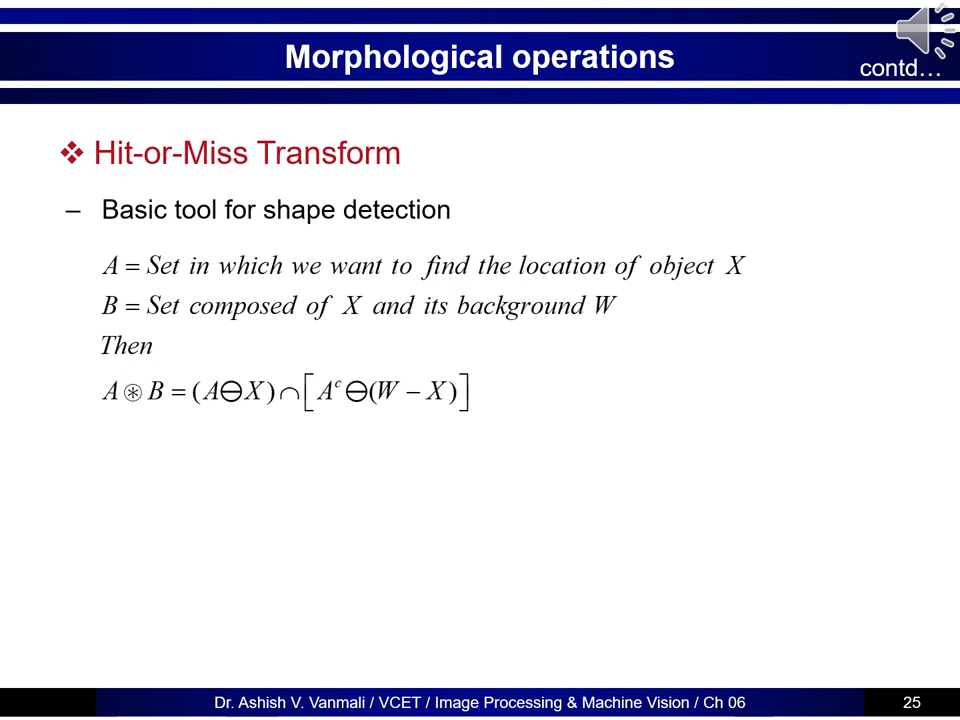 Morphological operations
contd…
❖ Hit-or-Miss Transform
– Basic tool for shape detection
A = Set in which we want to find the location of object X
B = Set composed of X and its background W
Then
A ⊛ B = (A⊖X) ∩ [Aᶜ ⊖(W − X)]
Dr. Ashish V. Vanmali / VCET / Image Processing & Machine Vision / Ch 06
25